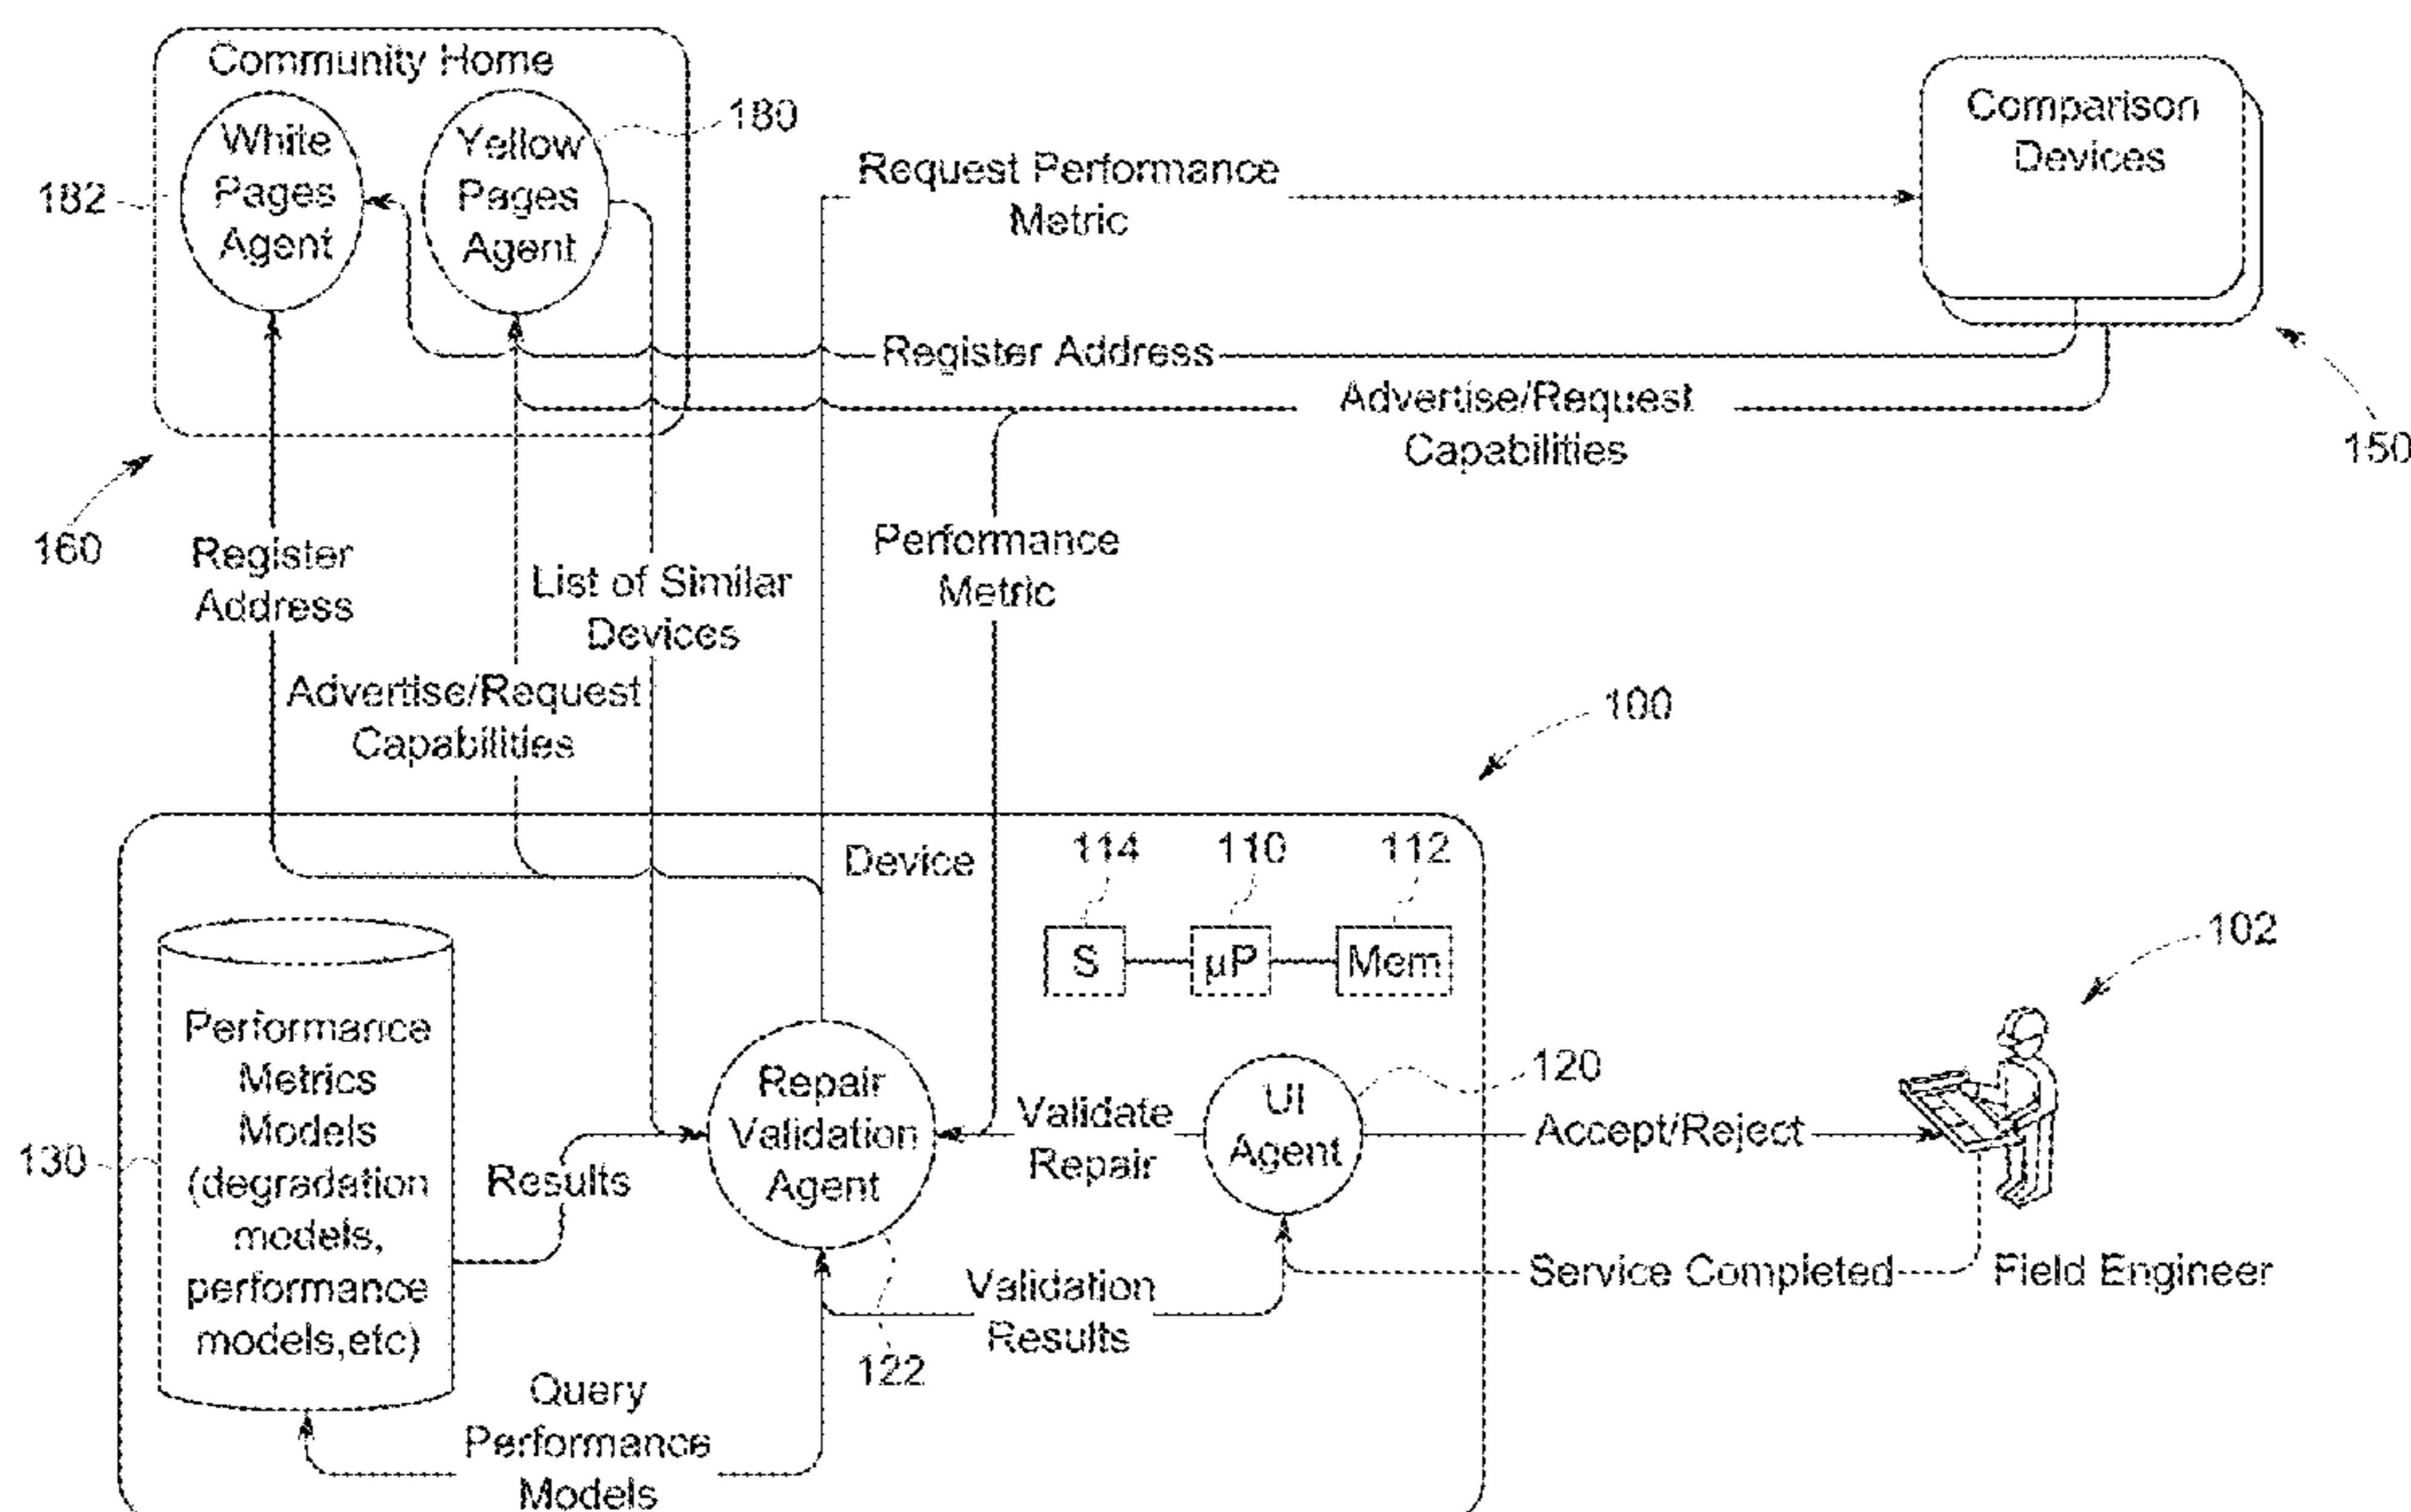 Community Home
White
Pages
Agent
Yellow
Pages
Agent
180
182
Request Performance
Metric
Comparison
Devices
Register Address
Advertise/Request
Capabilities
150
160
Register
Address
List of Similar
Devices
Performance
Metric
Advertise/Request
Capabilities
100
Device
114
110
112
S
µP
Mem
102
Performance
Metrics
Models
(degradation
models,
performance
models,etc)
130
Results
Repair
Validation
Agent
Validate
Repair
UI
Agent
120
Accept/Reject
Service Completed
Field Engineer
Validation
Results
122
Query
Performance
Models